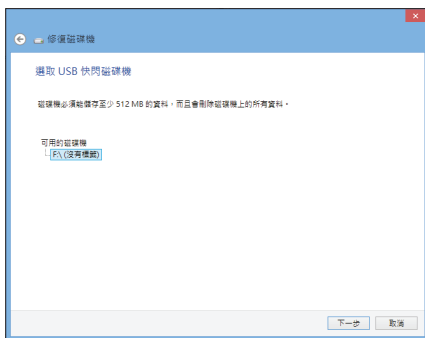 修復磁碟機
選取 USB 快閃磁碟機
磁碟機必須能儲存至少 512 MB 的資料，而且會刪除磁碟機上的所有資料。
可用的磁碟機
F:\ (沒有標籤)
下一步
取消